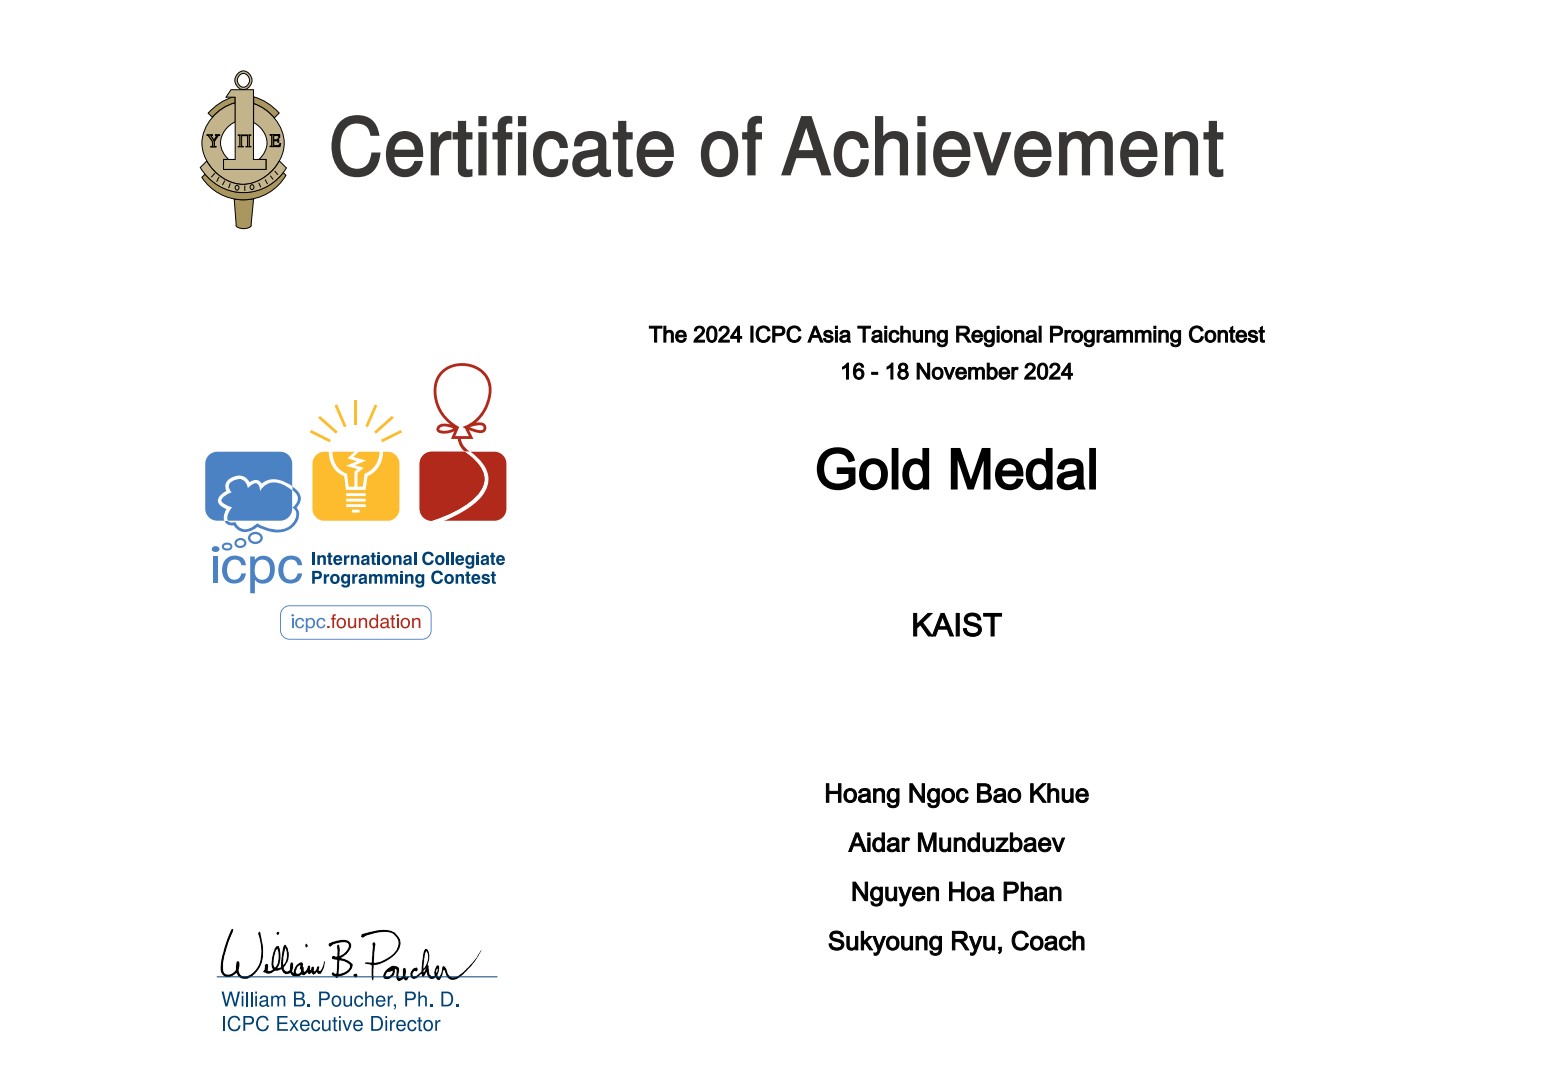 Certificate of Achievement
Υ Π Ε
11110101111
The 2024 ICPC Asia Taichung Regional Programming Contest
16 - 18 November 2024
Gold Medal
icpc International Collegiate
Programming Contest
icpc.foundation
KAIST
Hoang Ngoc Bao Khue
Aidar Munduzbaev
Nguyen Hoa Phan
Sukyoung Ryu, Coach
William B. Poucher
William B. Poucher, Ph. D.
ICPC Executive Director